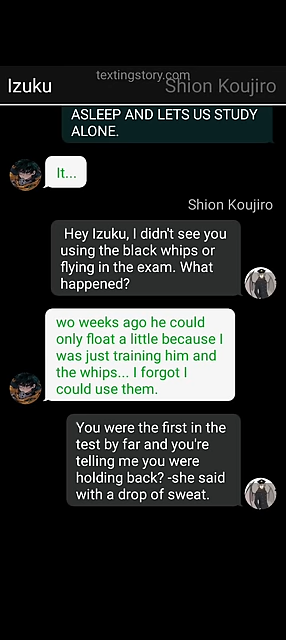 textingstory.com
Izuku
Shion Koujiro
ASLEEP AND LETS US STUDY
ALONE.
It...
Shion Koujiro
Hey Izuku, I didn't see you
using the black whips or
flying in the exam. What
happened?
wo weeks ago he could
only float a little because I
was just training him and
the whips... I forgot I
could use them.
You were the first in the
test by far and you're
telling me you were
holding back? -she said
with a drop of sweat.